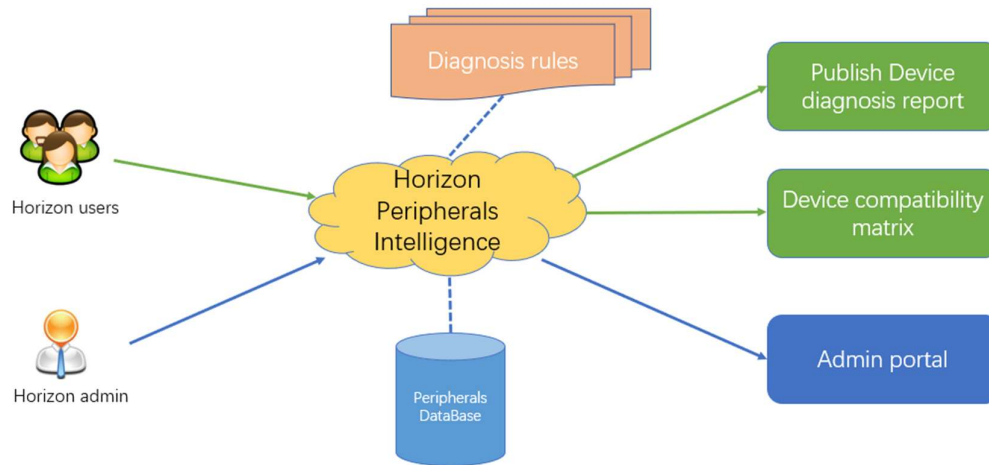 Diagnosis rules
Publish Device
diagnosis report
Horizon users
Horizon
Peripherals
Intelligence
Device compatibility
matrix
Horizon admin
Peripherals
DataBase
Admin portal